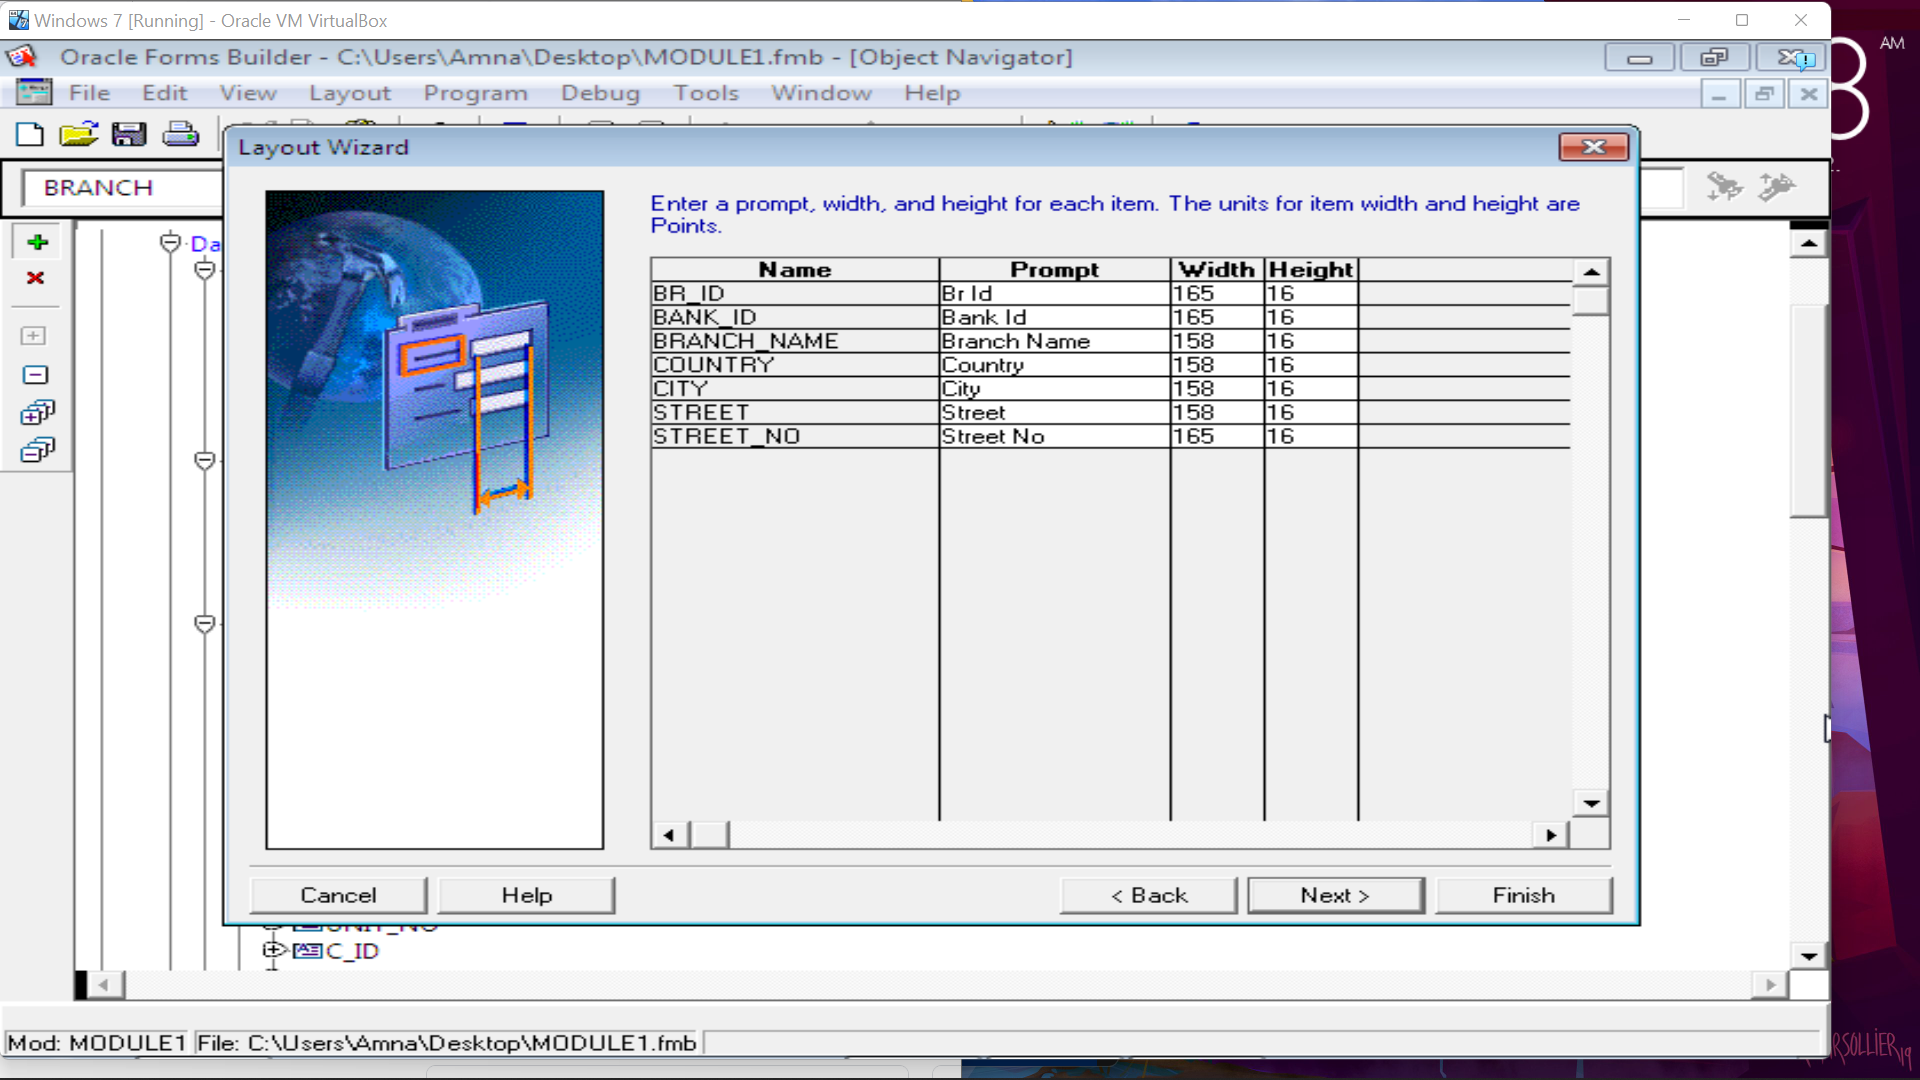 Windows 7 [Running] - Oracle VM VirtualBox
AM
Oracle Forms Builder - C:\Users\Amna\Desktop\MODULE1.fmb - [Object Navigator]
File Edit View Layout Program Debug Tools Window Help
Layout Wizard
BRANCH
Enter a prompt, width, and height for each item. The units for item width and height are
Points.
Da
Name Prompt Width Height
BR_ID Br Id 165 16
BANK_ID Bank Id 165 16
BRANCH_NAME Branch Name 158 16
COUNTRY Country 158 16
CITY City 158 16
STREET Street 158 16
STREET_NO Street No 165 16
Cancel Help < Back Next > Finish
UNIT_NO
C_ID
Mod: MODULE1 File: C:\Users\Amna\Desktop\MODULE1.fmb